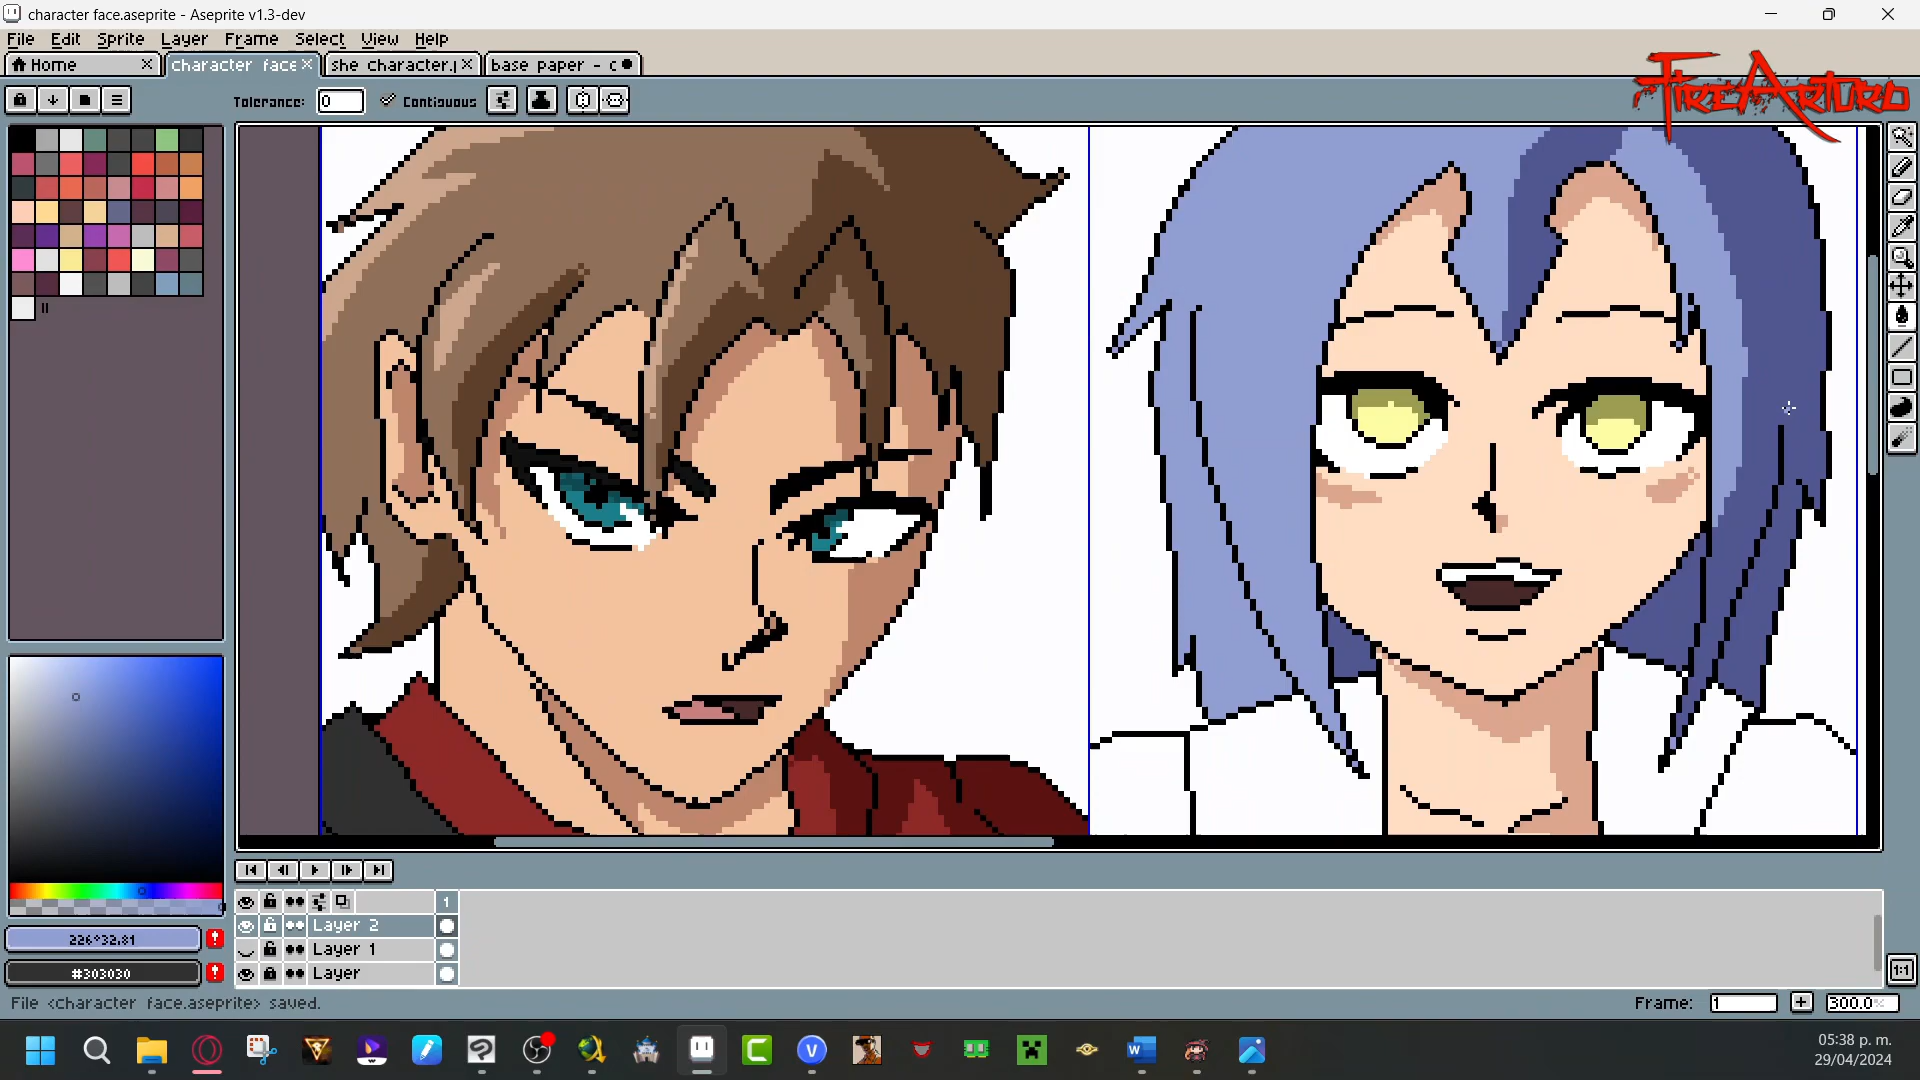 character face.aseprite - Aseprite v1.3-dev
File Edit Sprite Layer Frame Select View Help
Home character face she character.p base paper - c
FireArturo
Tolerance: 0 Contiguous
226°32.81
#303030
1
Layer 2
Layer 1
Layer
1:1
File <character face.aseprite> saved.
Frame: 1 + 300.0%
05:38 p. m.
29/04/2024